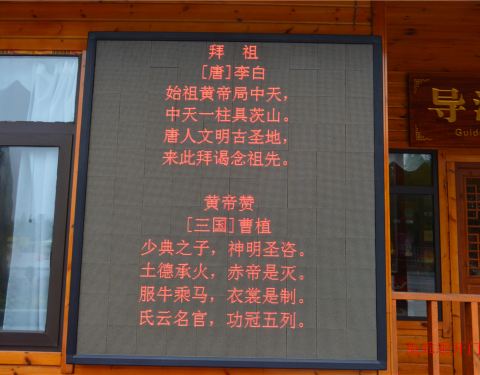 拜 祖
[唐]李白
始祖黄帝局中天，
中天一柱具茨山。
唐人文明古圣地，
来此拜谒念祖先。
黄帝赞
[三国]曹植
少典之子，神明圣咨。
土德承火，赤帝是灭。
服牛乘马，衣裳是制。
氏云名官，功冠五列。
导
Guid